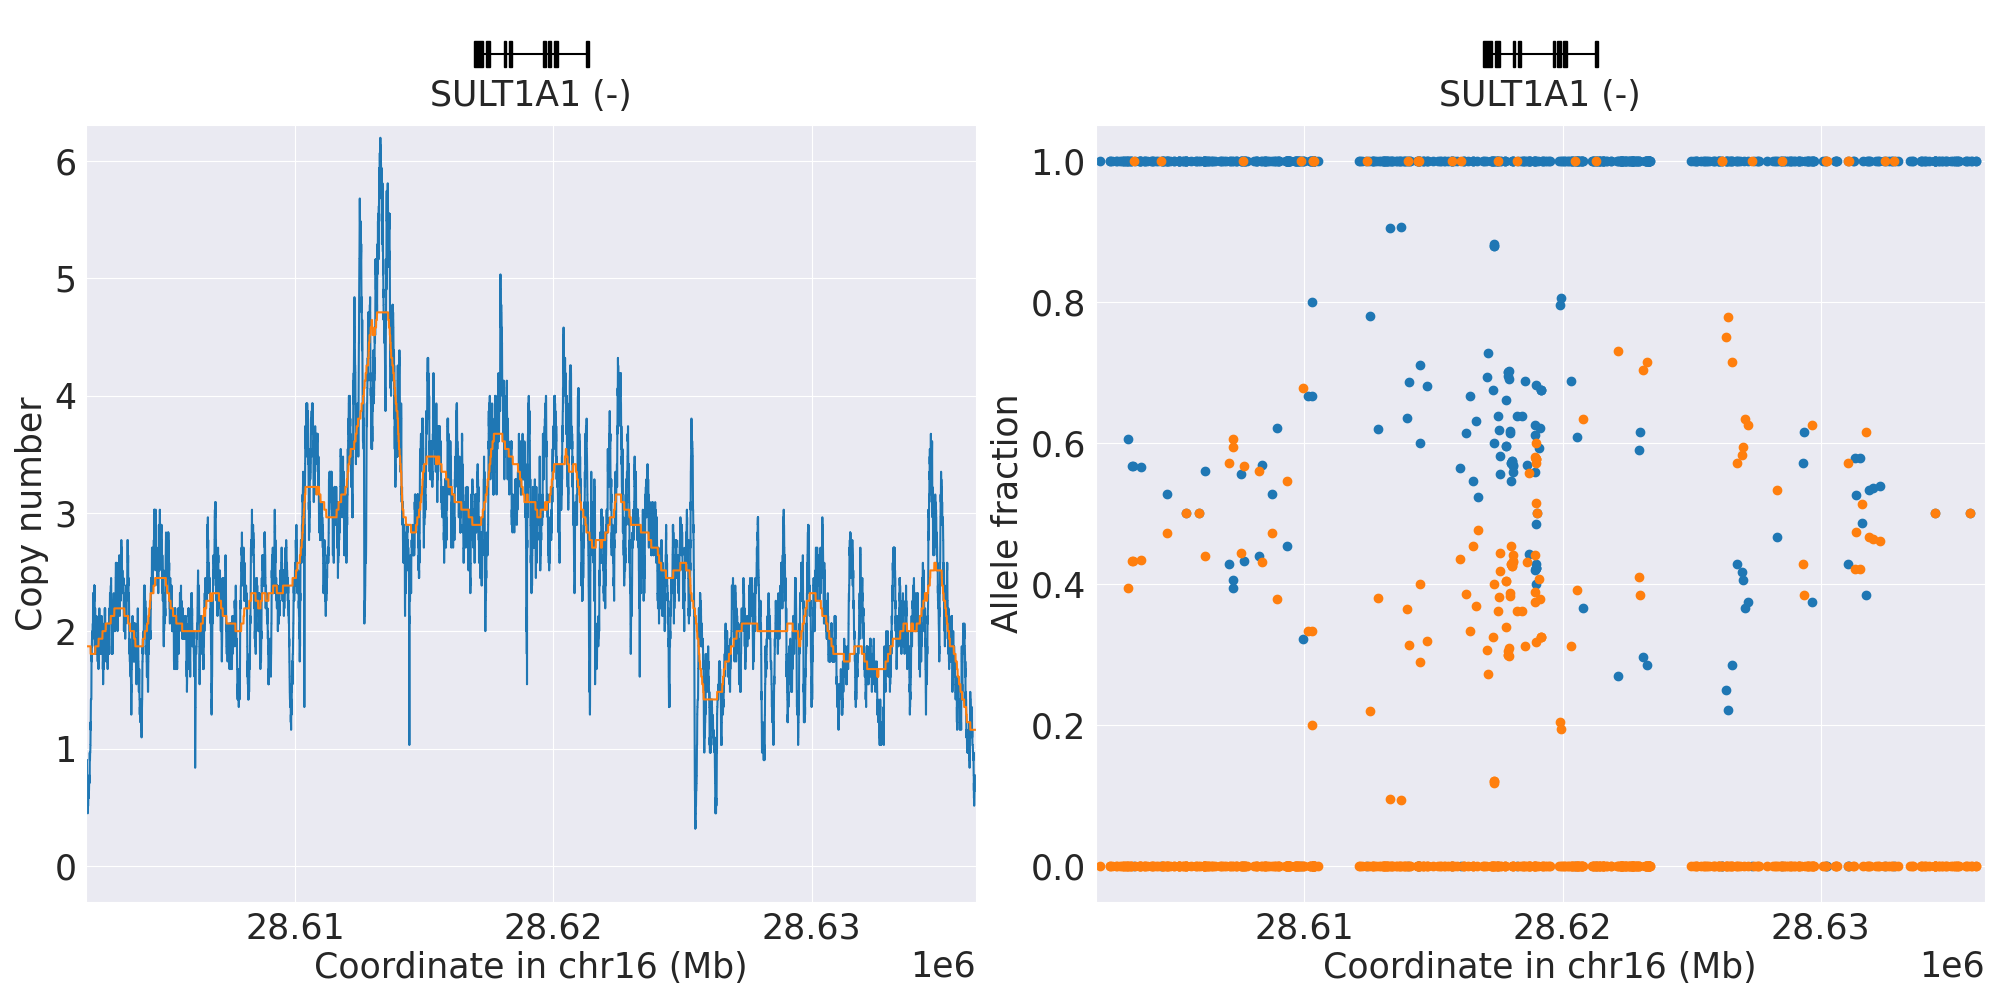 SULT1A1 (-)
Copy number
6
5
4
3
2
1
0
28.61
28.62
28.63
Coordinate in chr16 (Mb)
1e6
SULT1A1 (-)
Allele fraction
1.0
0.8
0.6
0.4
0.2
0.0
28.61
28.62
28.63
Coordinate in chr16 (Mb)
1e6